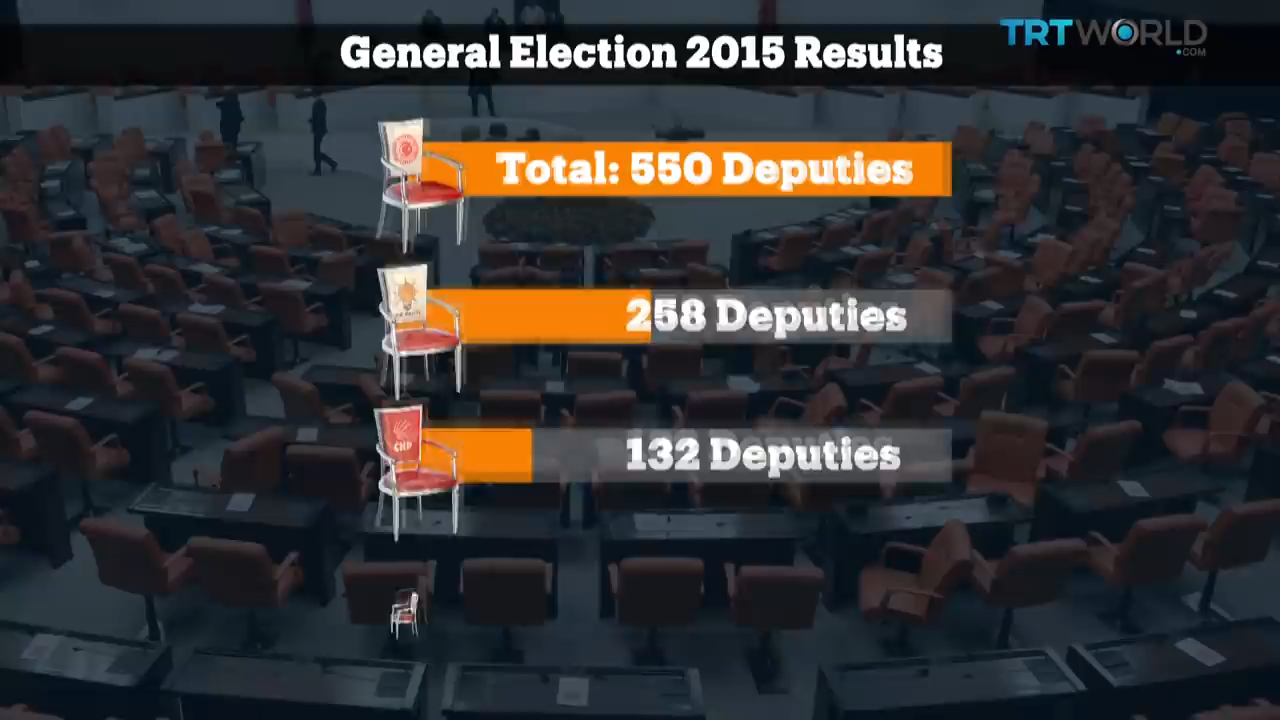 General Election 2015 Results
TRTWORLD
.COM
Total: 550 Deputies
258 Deputies
CHP
132 Deputies